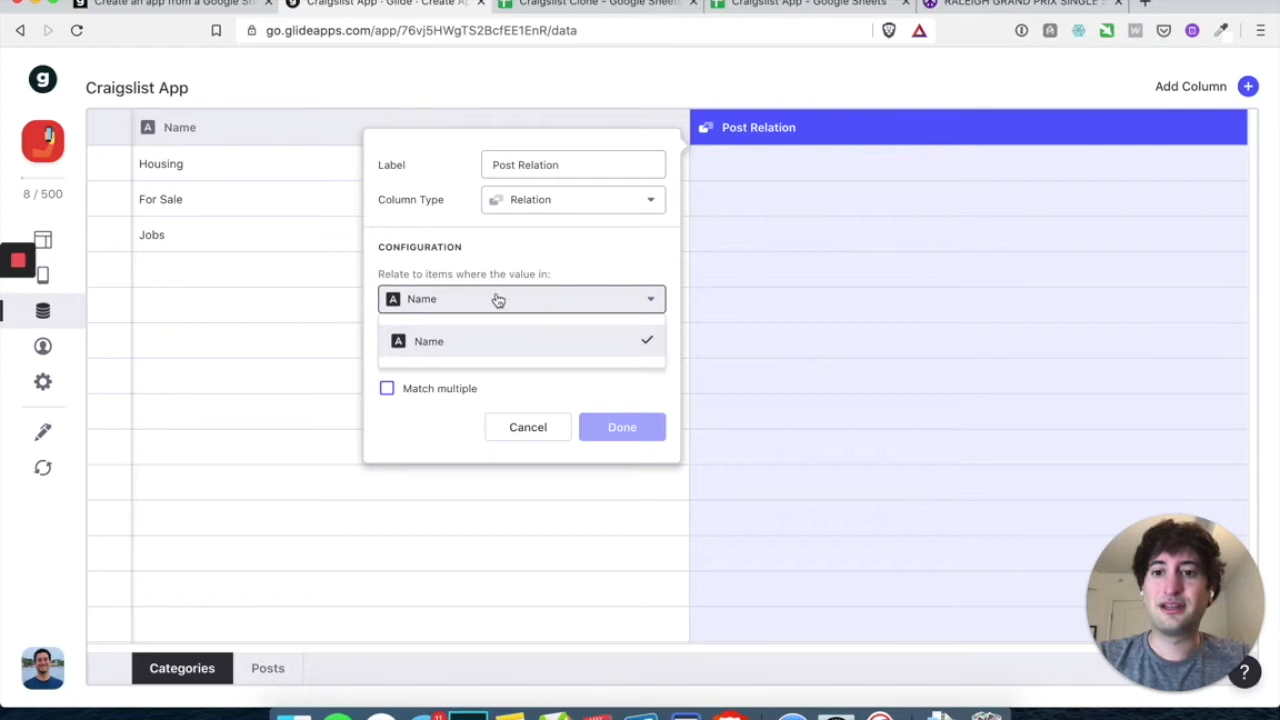 Create an app from a Google Sh
Craigslist App - Glide - Create Ap
Craigslist Clone - Google Sheets
Craigslist App - Google Sheets
RALEIGH GRAND PRIX SINGLE S
go.glideapps.com/app/76vj5HWgTS2BcfEE1EnR/data
g
Craigslist App
Add Column
Name
Post Relation
Housing
For Sale
Jobs
8 / 500
Label
Post Relation
Column Type
Relation
CONFIGURATION
Relate to items where the value in:
A Name
A Name
Match multiple
Cancel
Done
Categories
Posts
?
11